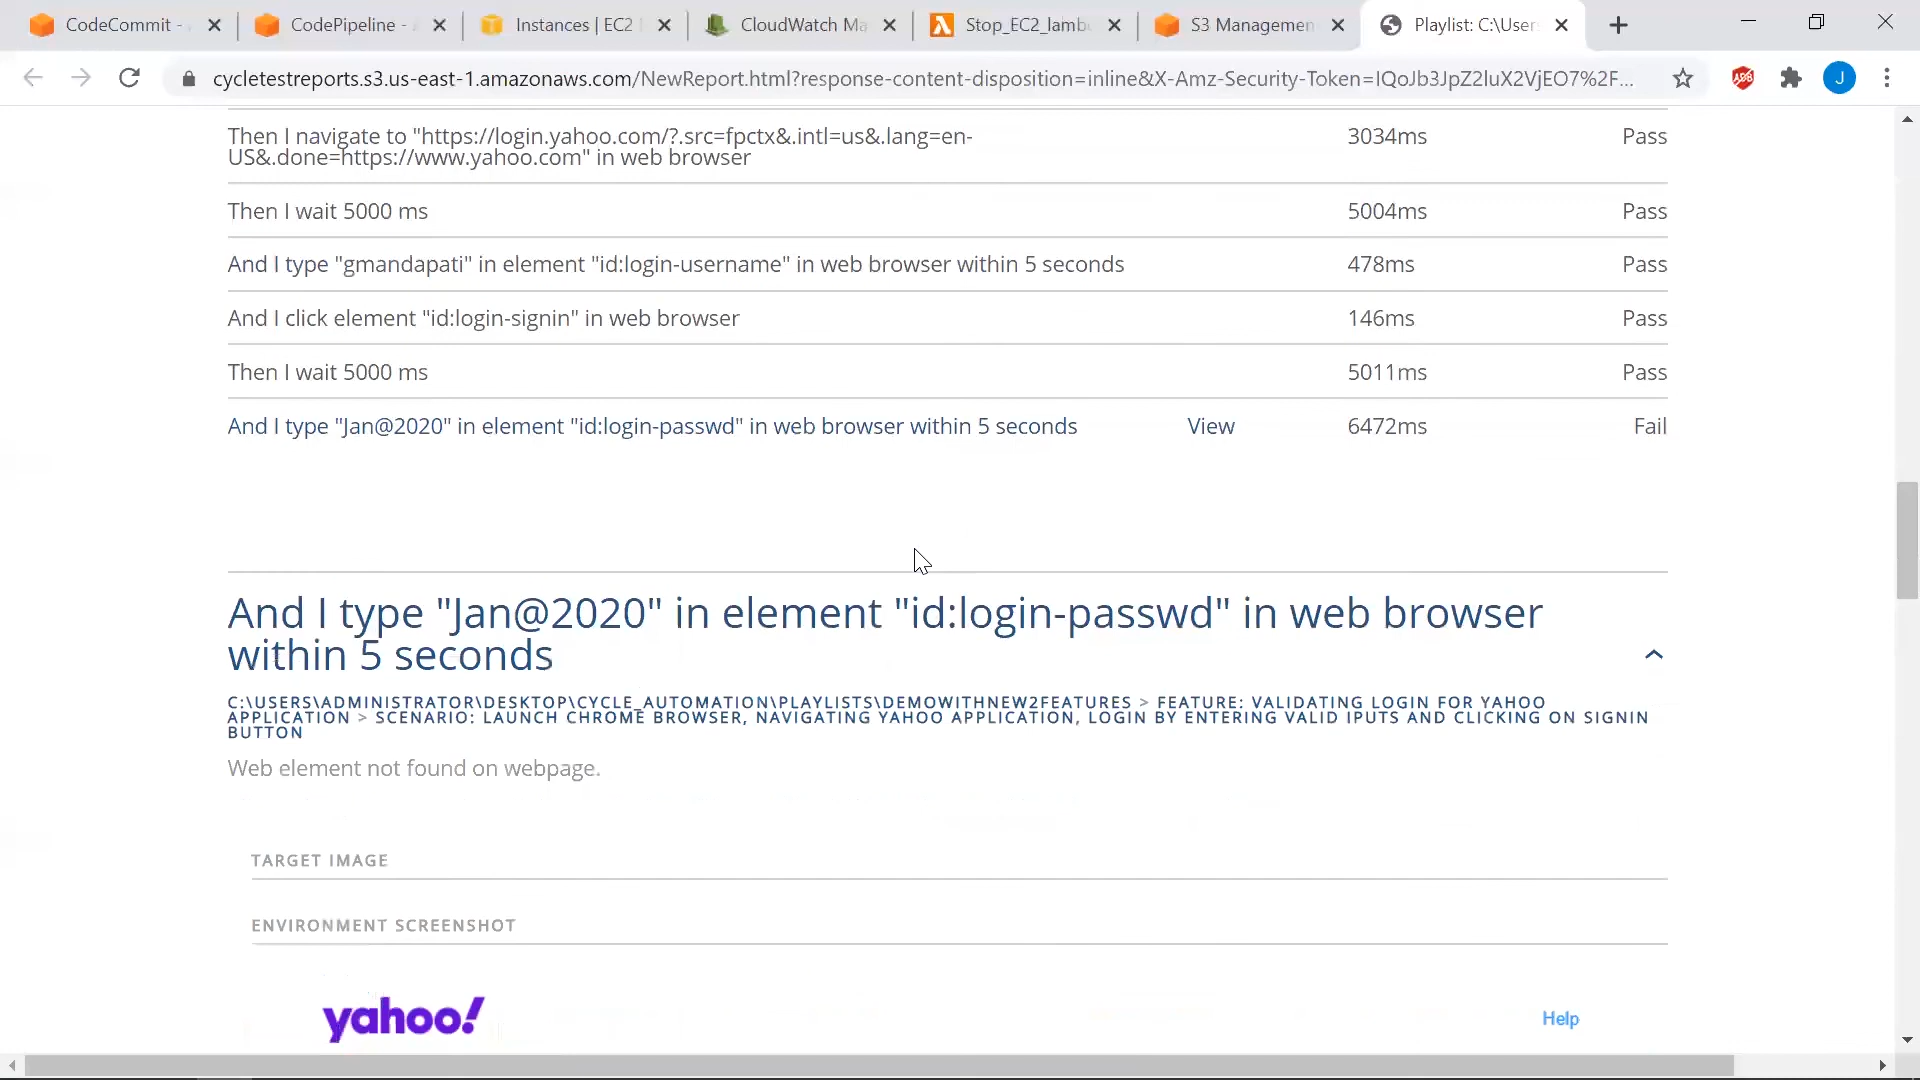 CodeCommit -
CodePipeline -
Instances | EC2
CloudWatch Ma
Stop_EC2_lamb
S3 Managemen
Playlist: C:\User
cycletestreports.s3.us-east-1.amazonaws.com/NewReport.html?response-content-disposition=inline&X-Amz-Security-Token=IQoJb3JpZ2luX2VjEO7%2F...
ABP
J
Then I navigate to "https://login.yahoo.com/?.src=fpctx&.intl=us&.lang=en-
US&.done=https://www.yahoo.com" in web browser
3034ms
Pass
Then I wait 5000 ms
5004ms
Pass
And I type "gmandapati" in element "id:login-username" in web browser within 5 seconds
478ms
Pass
And I click element "id:login-signin" in web browser
146ms
Pass
Then I wait 5000 ms
5011ms
Pass
And I type "Jan@2020" in element "id:login-passwd" in web browser within 5 seconds
View
6472ms
Fail
And I type "Jan@2020" in element "id:login-passwd" in web browser
within 5 seconds
C:\USERS\ADMINISTRATOR\DESKTOP\CYCLE_AUTOMATION\PLAYLISTS\DEMOWITHNEW2FEATURES > FEATURE: VALIDATING LOGIN FOR YAHOO
APPLICATION > SCENARIO: LAUNCH CHROME BROWSER, NAVIGATING YAHOO APPLICATION, LOGIN BY ENTERING VALID IPUTS AND CLICKING ON SIGNIN
BUTTON
Web element not found on webpage.
TARGET IMAGE
ENVIRONMENT SCREENSHOT
yahoo!
Help